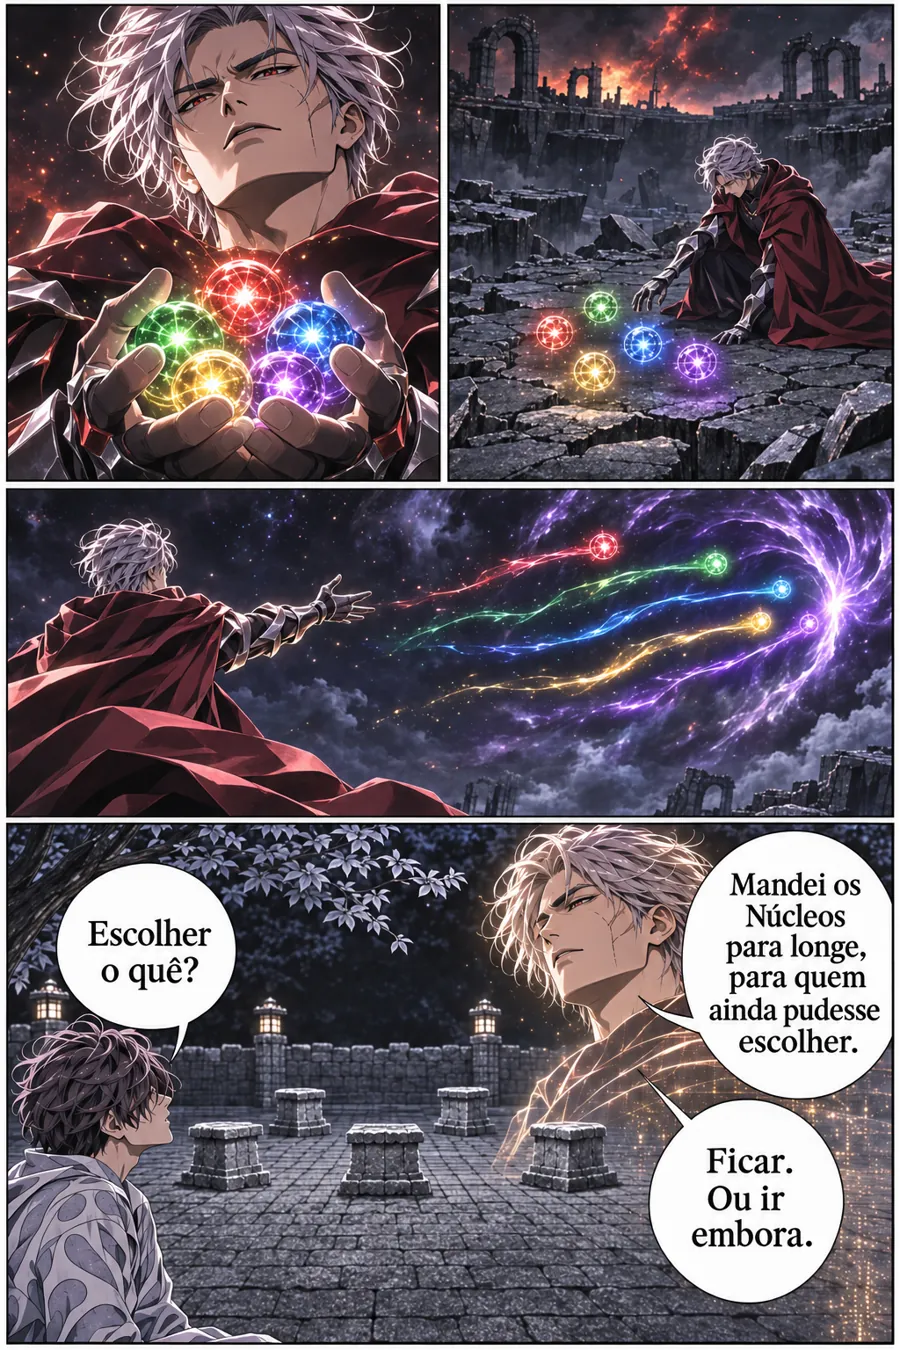 Escolher
o quê?
Mandei os
Núcleos
para longe,
para quem
ainda pudesse
escolher.
Ficar.
Ou ir
embora.